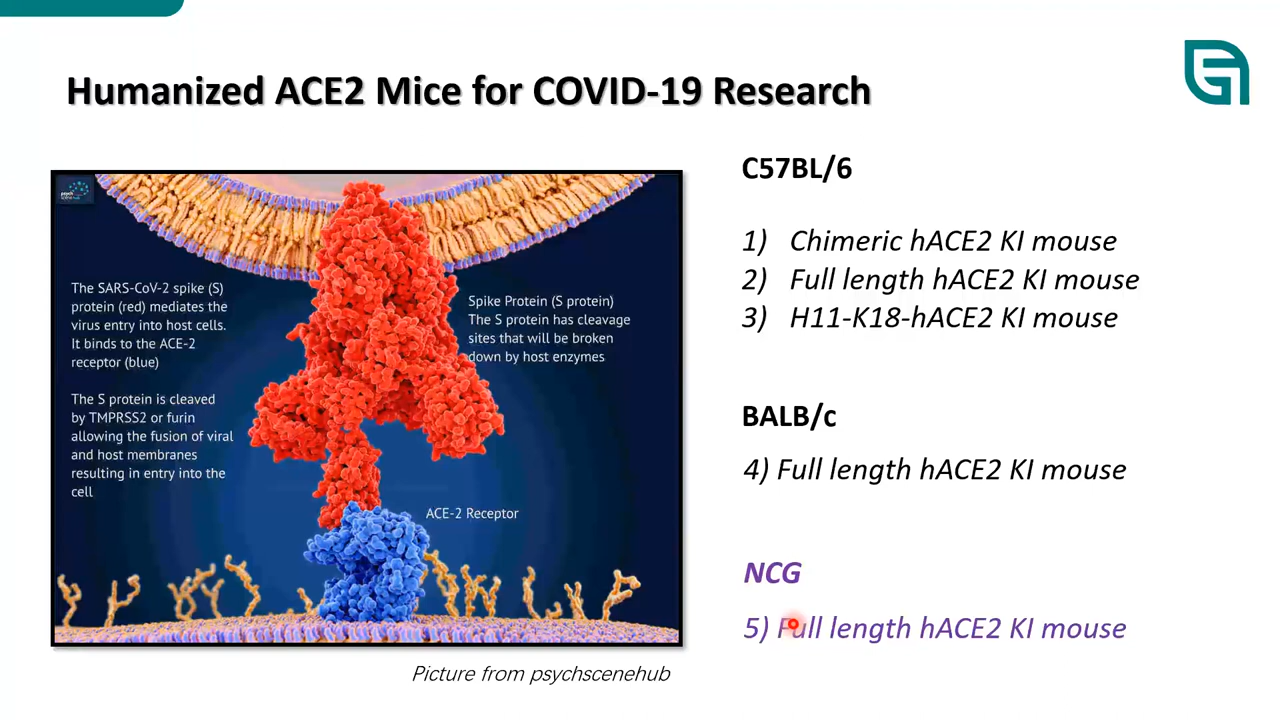 Humanized ACE2 Mice for COVID-19 Research
psych
scene hub
The SARS-CoV-2 spike (S)
protein (red) mediates the
virus entry into host cells.
It binds to the ACE-2
receptor (blue)
The S protein is cleaved
by TMPRSS2 or furin
allowing the fusion of viral
and host membranes
resulting in entry into the
cell
Spike Protein (S protein)
The S protein has cleavage
sites that will be broken
down by host enzymes
ACE-2 Receptor
Picture from psychscenehub
C57BL/6
1) Chimeric hACE2 KI mouse
2) Full length hACE2 KI mouse
3) H11-K18-hACE2 KI mouse
BALB/c
4) Full length hACE2 KI mouse
NCG
5) Full length hACE2 KI mouse